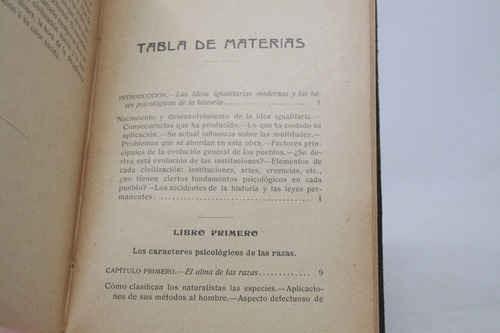 TABLA DE MATERIAS
INTRODUCCION.—Las ideas igualitarias modernas y las ba-
ses psicológicas de la historia . . . . . . . . . . . . . . . 1
Nacimiento y desenvolvimiento de la idea igualitaria.—
Consecuencias que ha producido.—Lo que ha costado su
aplicación.—Su actual influencia sobre las multitudes.—
Problemas que se abordan en esta obra.—Factores prin-
cipales de la evolución general de los pueblos.—¿Se de-
riva está evolución de las instituciones?—Elementos de
cada civilización: instituciones, artes, creencias, etc.,
¿no tienen ciertos fundamentos psicológicos en cada
pueblo?—Los accidentes de la historia y las leyes per-
manentes . . . . . . . . . . . . . . . . . . . . . . . . . . . . 1
LIBRO PRIMERO
Los caracteres psicológicos de las razas.
CAPÍTULO PRIMERO.—El alma de las razas . . . . . . . . . . . . . 9
Cómo clasifican los naturalistas las especies.—Aplicacio-
nes de sus métodos al hombre.—Aspecto defectuoso de